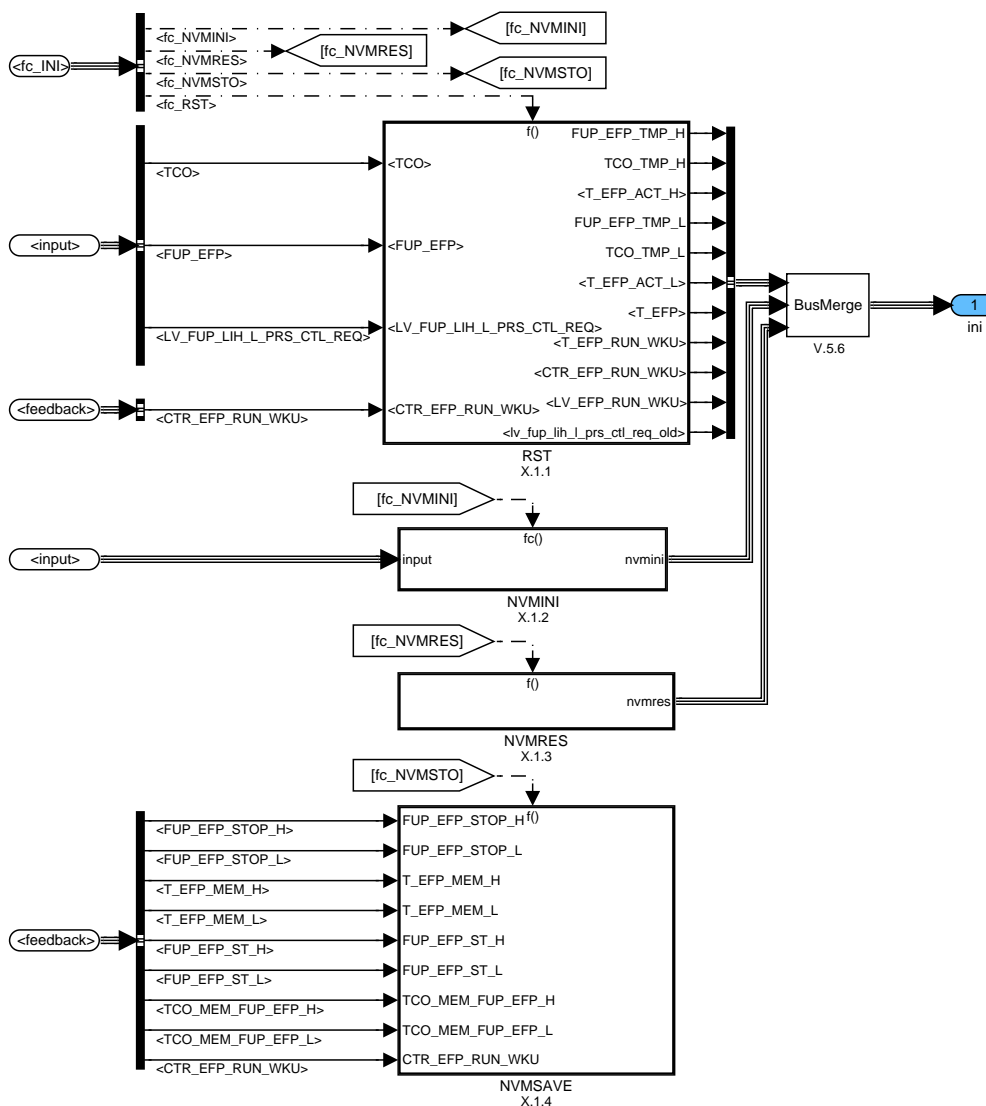 [fc_NVMINI]
<fc_NVMINI>
[fc_NVMRES]
<fc_INI>
<fc_NVMRES>
[fc_NVMSTO]
<fc_NVMSTO>
<fc_RST>
f()
FUP_EFP_TMP_H
<TCO>
<TCO>
TCO_TMP_H
<T_EFP_ACT_H>
FUP_EFP_TMP_L
<input>
<FUP_EFP>
<FUP_EFP>
TCO_TMP_L
<T_EFP_ACT_L>
BusMerge
V.5.6
1
ini
<T_EFP>
<LV_FUP_LIH_L_PRS_CTL_REQ>
<LV_FUP_LIH_L_PRS_CTL_REQ>
<T_EFP_RUN_WKU>
<CTR_EFP_RUN_WKU>
<feedback>
<CTR_EFP_RUN_WKU>
<CTR_EFP_RUN_WKU>
<LV_EFP_RUN_WKU>
<lv_fup_lih_l_prs_ctl_req_old>
RST
X.1.1
[fc_NVMINI]
fc()
<input>
input
nvmini
NVMINI
X.1.2
[fc_NVMRES]
f()
nvmres
NVMRES
X.1.3
[fc_NVMSTO]
f()
<FUP_EFP_STOP_H>
FUP_EFP_STOP_H
<FUP_EFP_STOP_L>
FUP_EFP_STOP_L
<T_EFP_MEM_H>
T_EFP_MEM_H
<T_EFP_MEM_L>
T_EFP_MEM_L
<feedback>
<FUP_EFP_ST_H>
FUP_EFP_ST_H
<FUP_EFP_ST_L>
FUP_EFP_ST_L
<TCO_MEM_FUP_EFP_H>
TCO_MEM_FUP_EFP_H
<TCO_MEM_FUP_EFP_L>
TCO_MEM_FUP_EFP_L
<CTR_EFP_RUN_WKU>
CTR_EFP_RUN_WKU
NVMSAVE
X.1.4